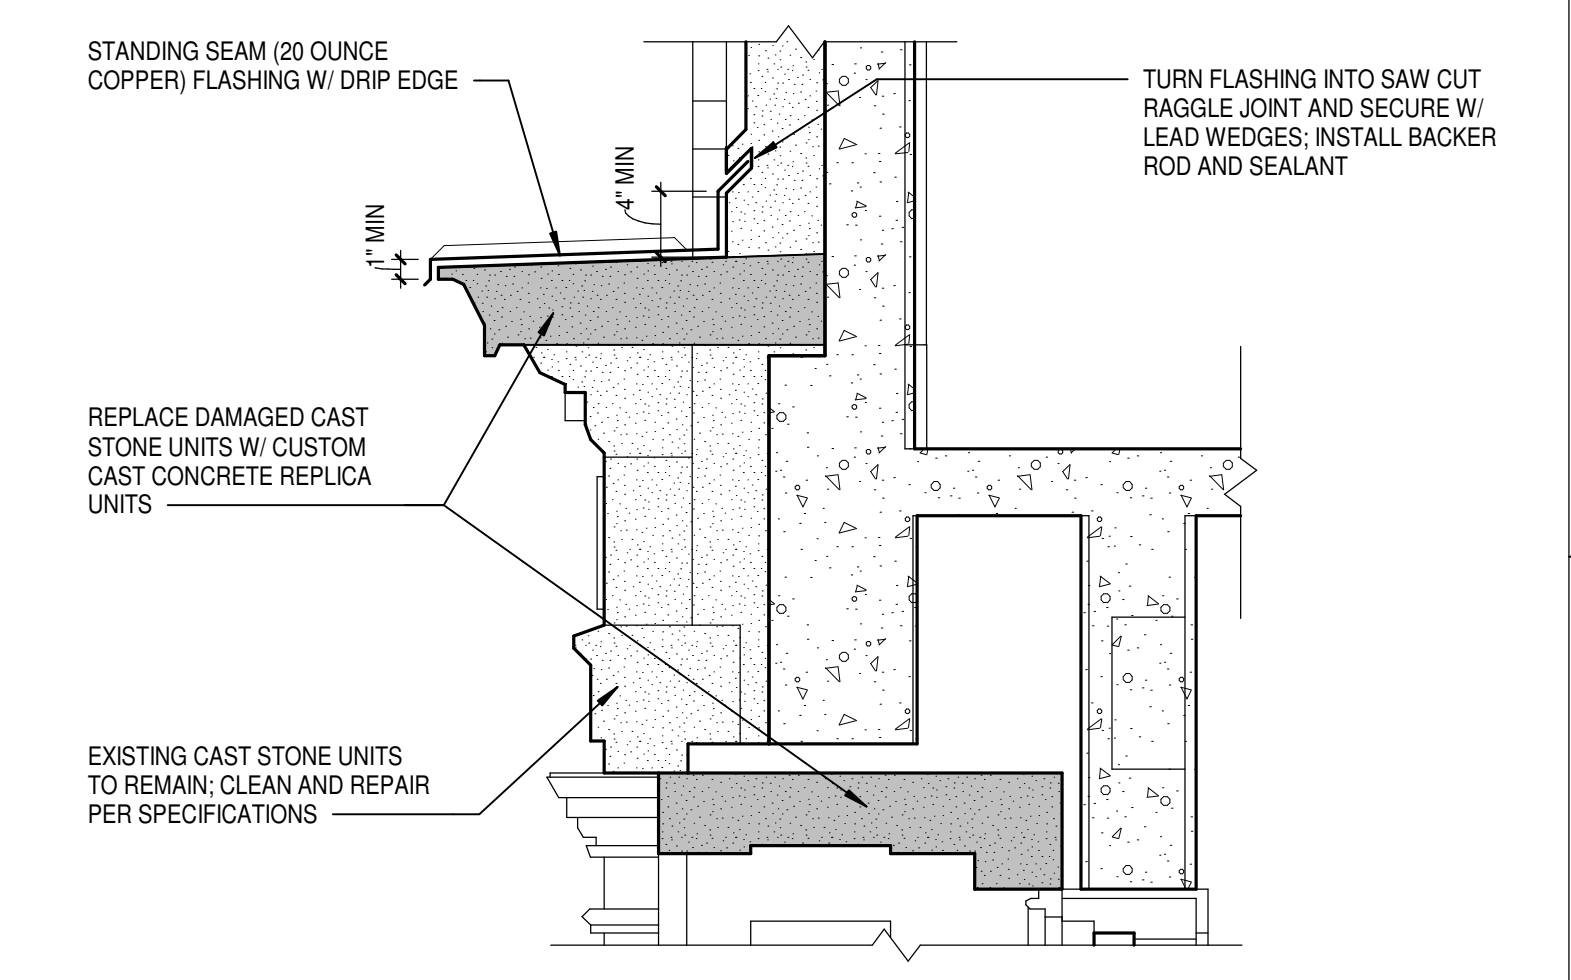 STANDING SEAM (20 OUNCE
COPPER) FLASHING W/ DRIP EDGE
TURN FLASHING INTO SAW CUT
RAGGLE JOINT AND SECURE W/
LEAD WEDGES; INSTALL BACKER
ROD AND SEALANT
4" MIN
1" MIN
REPLACE DAMAGED CAST
STONE UNITS W/ CUSTOM
CAST CONCRETE REPLICA
UNITS
EXISTING CAST STONE UNITS
TO REMAIN; CLEAN AND REPAIR
PER SPECIFICATIONS